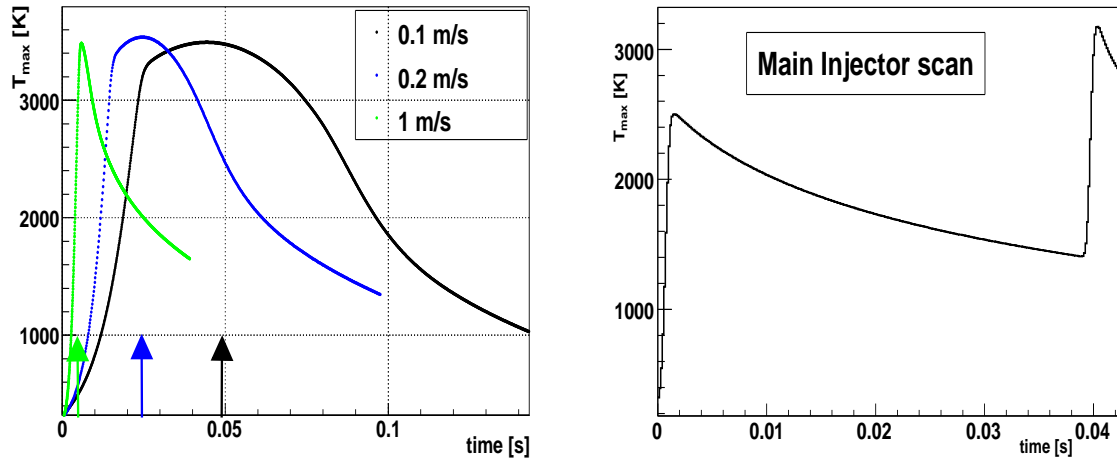 T_max [K]
3000
2000
1000
0
0.05
0.1
time [s]
0.1 m/s
0.2 m/s
1 m/s
T_max [K]
3000
2000
1000
0
0.01
0.02
0.03
0.04
time [s]
Main Injector scan